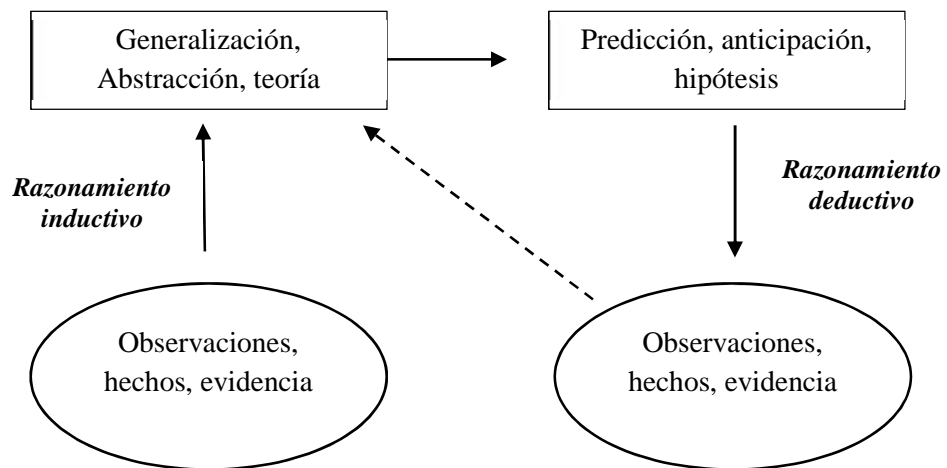 Generalización,
Abstracción, teoría
Predicción, anticipación,
hipótesis
Razonamiento
inductivo
Razonamiento
deductivo
Observaciones,
hechos, evidencia
Observaciones,
hechos, evidencia